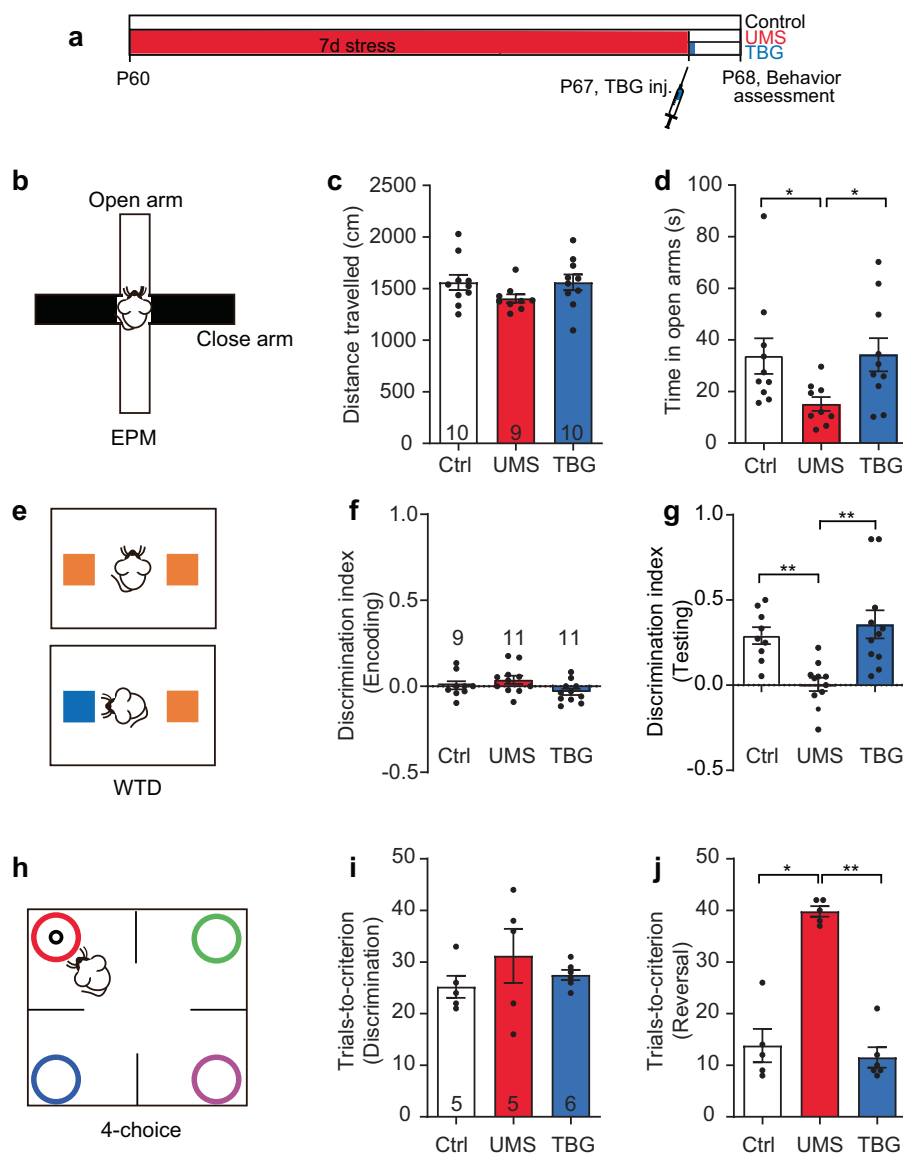 a
Control
UMS
TBG
7d stress
P60
P67, TBG inj.
P68, Behavior
assessment
b
Open arm
Close arm
EPM
c
Distance travelled (cm)
2500
2000
1500
1000
500
0
10
9
10
Ctrl
UMS
TBG
d
Time in open arms (s)
100
80
60
40
20
0
*
*
Ctrl
UMS
TBG
e
WTD
f
Discrimination index
(Encoding)
1.0
0.5
0.0
-0.5
9
11
11
Ctrl
UMS
TBG
g
Discrimination index
(Testing)
1.0
0.5
0.0
-0.5
**
**
Ctrl
UMS
TBG
h
4-choice
i
Trials-to-criterion
(Discrimination)
50
40
30
20
10
0
5
5
6
Ctrl
UMS
TBG
j
Trials-to-criterion
(Reversal)
50
40
30
20
10
0
*
**
Ctrl
UMS
TBG